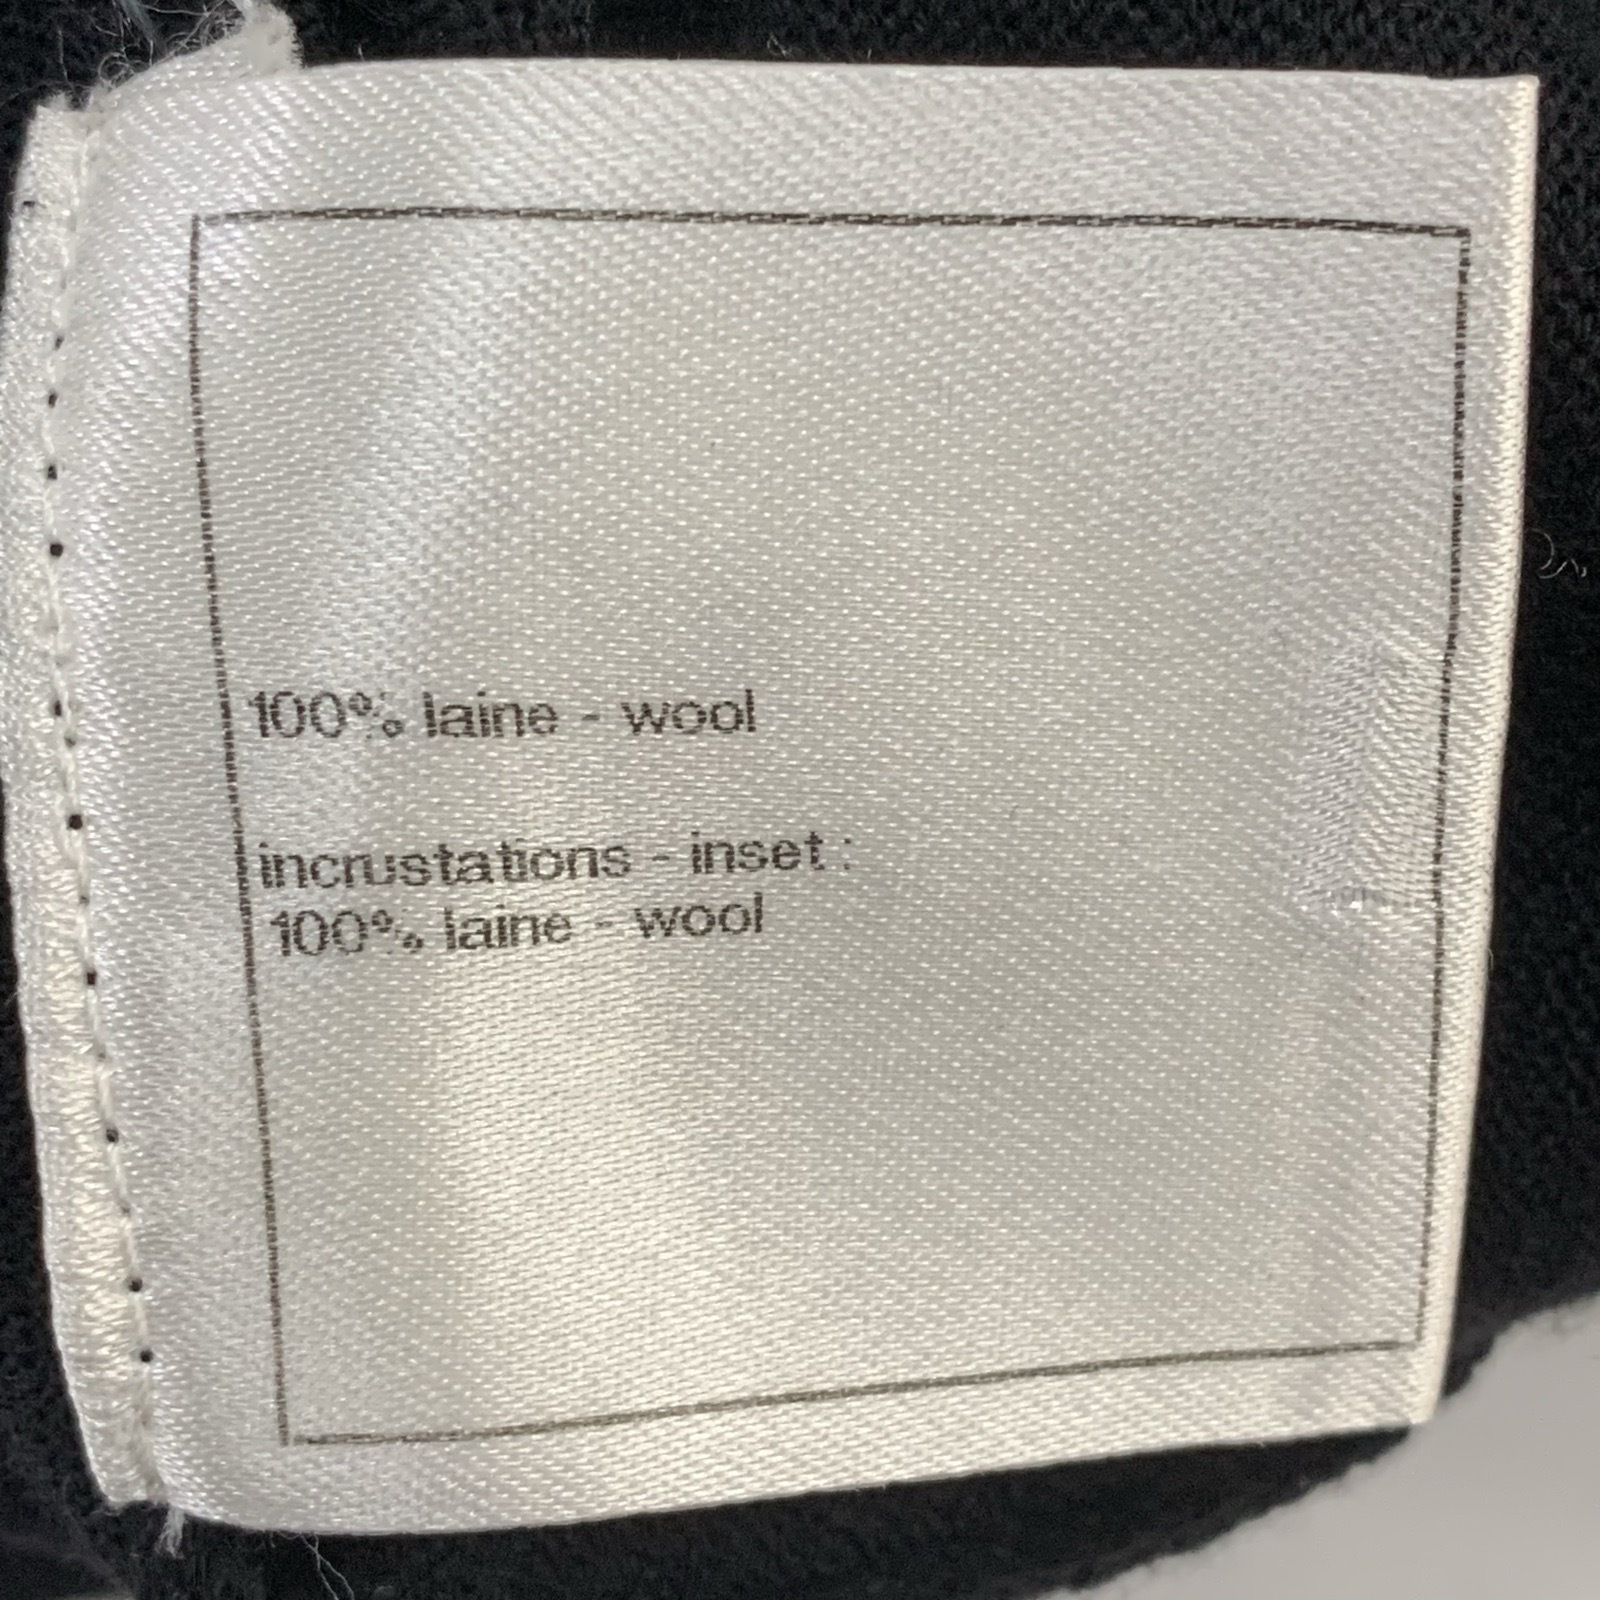 100% laine - wool
incrustations - inset :
100% laine - wool